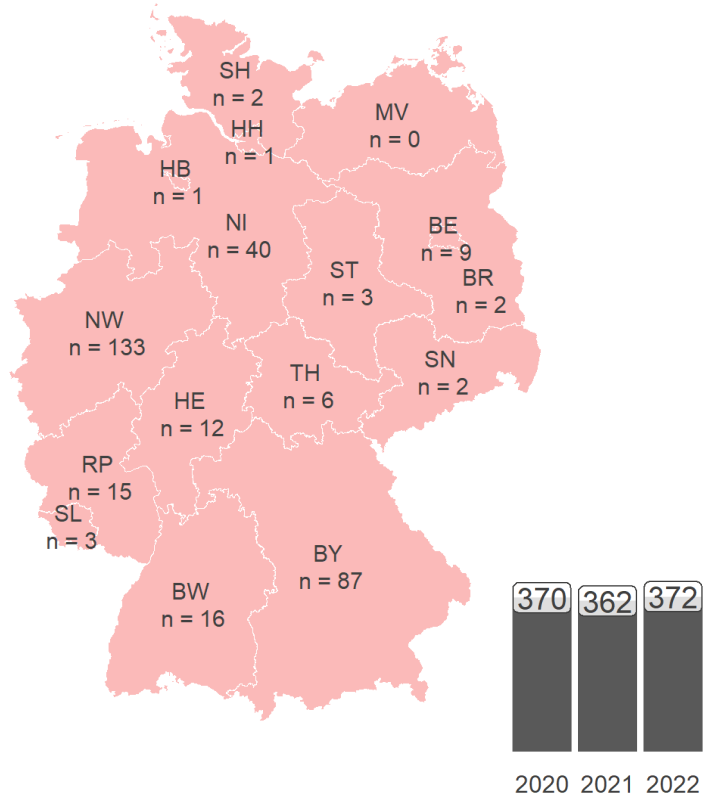 SH
n = 2
MV
n = 0
HH
n = 1
HB
n = 1
NI
n = 40
BE
n = 9
ST
n = 3
BR
n = 2
NW
n = 133
SN
n = 2
TH
n = 6
HE
n = 12
RP
n = 15
SL
n = 3
BY
n = 87
BW
n = 16
370 362 372
2020 2021 2022